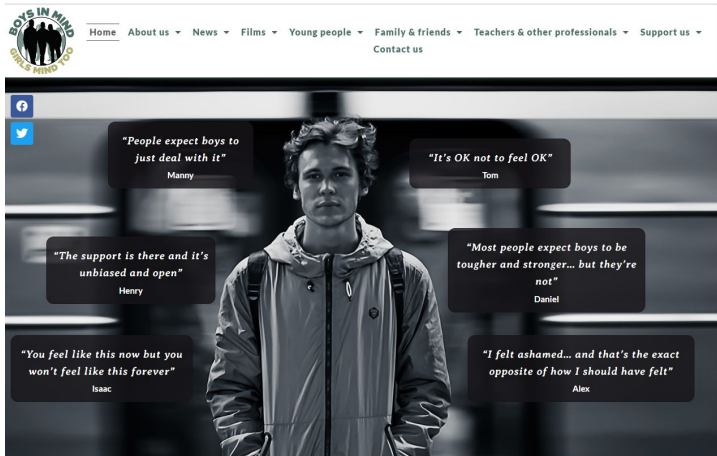 BOYS IN MIND
GIRLS MIND TOO
Home About us News Films Young people Family & friends Teachers & other professionals Support us
Contact us
“People expect boys to
just deal with it”
Manny
“It's OK not to feel OK”
Tom
“The support is there and it's
unbiased and open”
Henry
“Most people expect boys to be
tougher and stronger... but they're
not”
Daniel
“You feel like this now but you
won't feel like this forever”
Isaac
“I felt ashamed... and that's the exact
opposite of how I should have felt”
Alex